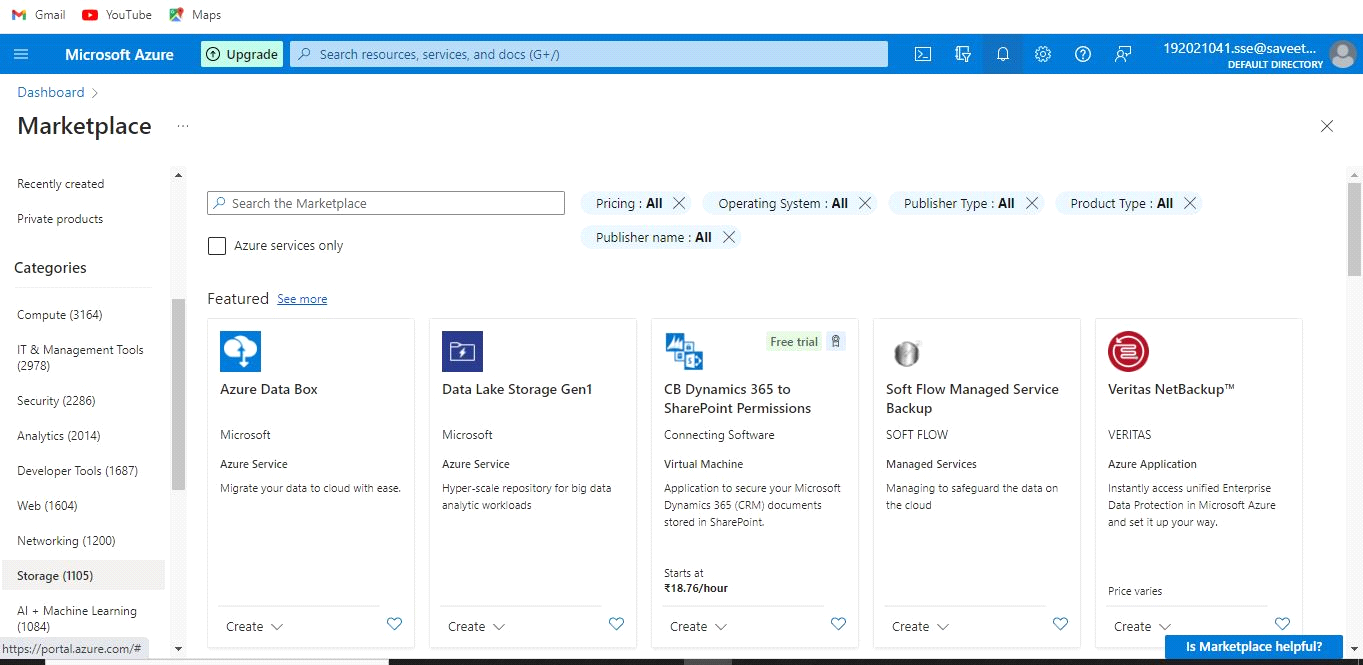 Gmail YouTube Maps
Microsoft Azure Upgrade Search resources, services, and docs (G+/) 192021041.sse@saveet...
DEFAULT DIRECTORY
Dashboard >
Marketplace ...
Recently created
Private products
Categories
Compute (3164)
IT & Management Tools
(2978)
Security (2286)
Analytics (2014)
Developer Tools (1687)
Web (1604)
Networking (1200)
Storage (1105)
AI + Machine Learning
(1084)
https://portal.azure.com/#
Search the Marketplace
Pricing : All
Operating System : All
Publisher Type : All
Product Type : All
Publisher name : All
Azure services only
Featured See more
Azure Data Box
Microsoft
Azure Service
Migrate your data to cloud with ease.
Create
Data Lake Storage Gen1
Microsoft
Azure Service
Hyper-scale repository for big data
analytic workloads
Create
Free trial
CB Dynamics 365 to
SharePoint Permissions
Connecting Software
Virtual Machine
Application to secure your Microsoft
Dynamics 365 (CRM) documents
stored in SharePoint.
Starts at
₹18.76/hour
Create
Soft Flow Managed Service
Backup
SOFT FLOW
Managed Services
Managing to safeguard the data on
the cloud
Create
Veritas NetBackup™
VERITAS
Azure Application
Instantly access unified Enterprise
Data Protection in Microsoft Azure
and set it up your way.
Price varies
Create
Is Marketplace helpful?